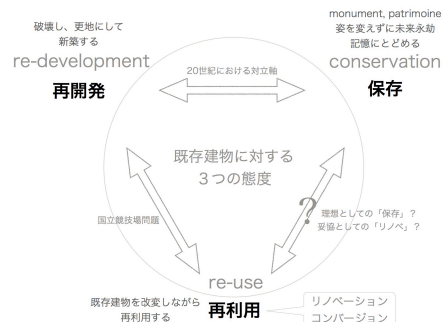 monument, patrimoine
姿を変えずに未来永劫
記憶にとどめる
破壊し、更地にして
新築する
re-development
再開発
conservation
保存
20世紀における対立軸
既存建物に対する
3つの態度
国立競技場問題
?
理想としての「保存」?
妥協としての「リノベ」?
re-use
再利用
既存建物を改変しながら
再利用する
リノベーション
コンバージョン